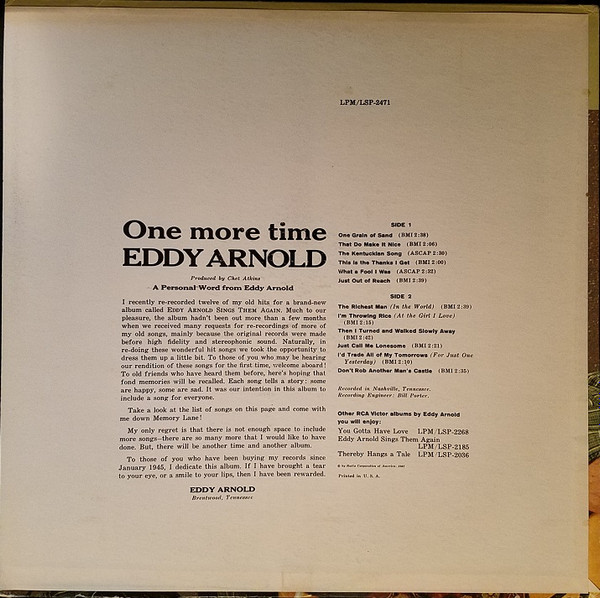 LPM/LSP-2471
One more time
EDDY ARNOLD
Produced by Chet Atkins
A Personal Word from Eddy Arnold
I recently re-recorded twelve of my old hits for a brand-new
album called EDDY ARNOLD SINGS THEM AGAIN. Much to our
pleasure, the album hadn't been out more than a few months
when we received many requests for re-recordings of more of
my old songs, mainly because the original records were made
before high fidelity and stereophonic sound. Naturally, in
re-doing these wonderful hit songs we took the opportunity to
dress them up a little bit. To those of you who may be hearing
our rendition of these songs for the first time, welcome aboard!
To old friends who have heard them before, here's hoping that
fond memories will be recalled. Each song tells a story; some
are happy, some are sad. It was our intention in this album to
include a song for everyone.
Take a look at the list of songs on this page and come with
me down Memory Lane!
My only regret is that there is not enough space to include
more songs—there are so many more that I would like to have
done. But, there will be another time and another album.
To those of you who have been buying my records since
January 1945, I dedicate this album. If I have brought a tear
to your eye, or a smile to your lips, then I have been rewarded.
EDDY ARNOLD
Brentwood, Tennessee
SIDE 1
One Grain of Sand (BMI 2:38)
That Do Make It Nice (BMI 2:06)
The Kentuckian Song (ASCAP 2:30)
This is the Thanks I Get (BMI 2:00)
What a Fool I Was (ASCAP 2:32)
Just Out of Reach (BMI 2:39)
SIDE 2
The Richest Man (In the World) (BMI 2:39)
I'm Throwing Rice (At the Girl I Love)
(BMI 2:15)
Then I Turned and Walked Slowly Away
(BMI 2:42)
Just Call Me Lonesome (BMI 2:21)
I'd Trade All of My Tomorrows (For Just One
Yesterday) (BMI 2:10)
Don't Rob Another Man's Castle (BMI 2:35)
Recorded in Nashville, Tennessee.
Recording Engineer: Bill Porter.
Other RCA Victor albums by Eddy Arnold
you will enjoy:
You Gotta Have Love LPM/LSP-2268
Eddy Arnold Sings Them Again
LPM/LSP-2185
Thereby Hangs a Tale LPM/LSP-2036
© by Radio Corporation of America, 1962
Printed in U. S. A.